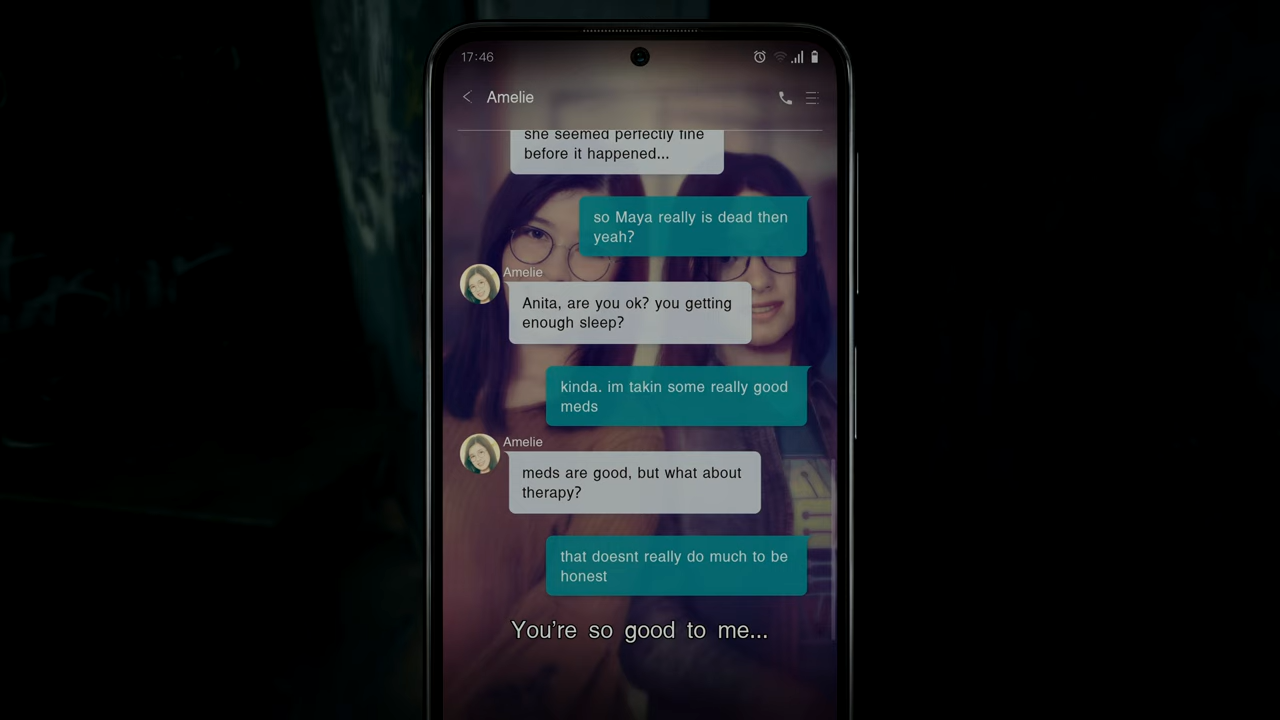 17:46
Amelie
she seemed perfectly fine
before it happened...
so Maya really is dead then
yeah?
Amelie
Anita, are you ok? you getting
enough sleep?
kinda. im takin some really good
meds
Amelie
meds are good, but what about
therapy?
that doesnt really do much to be
honest
You're so good to me...